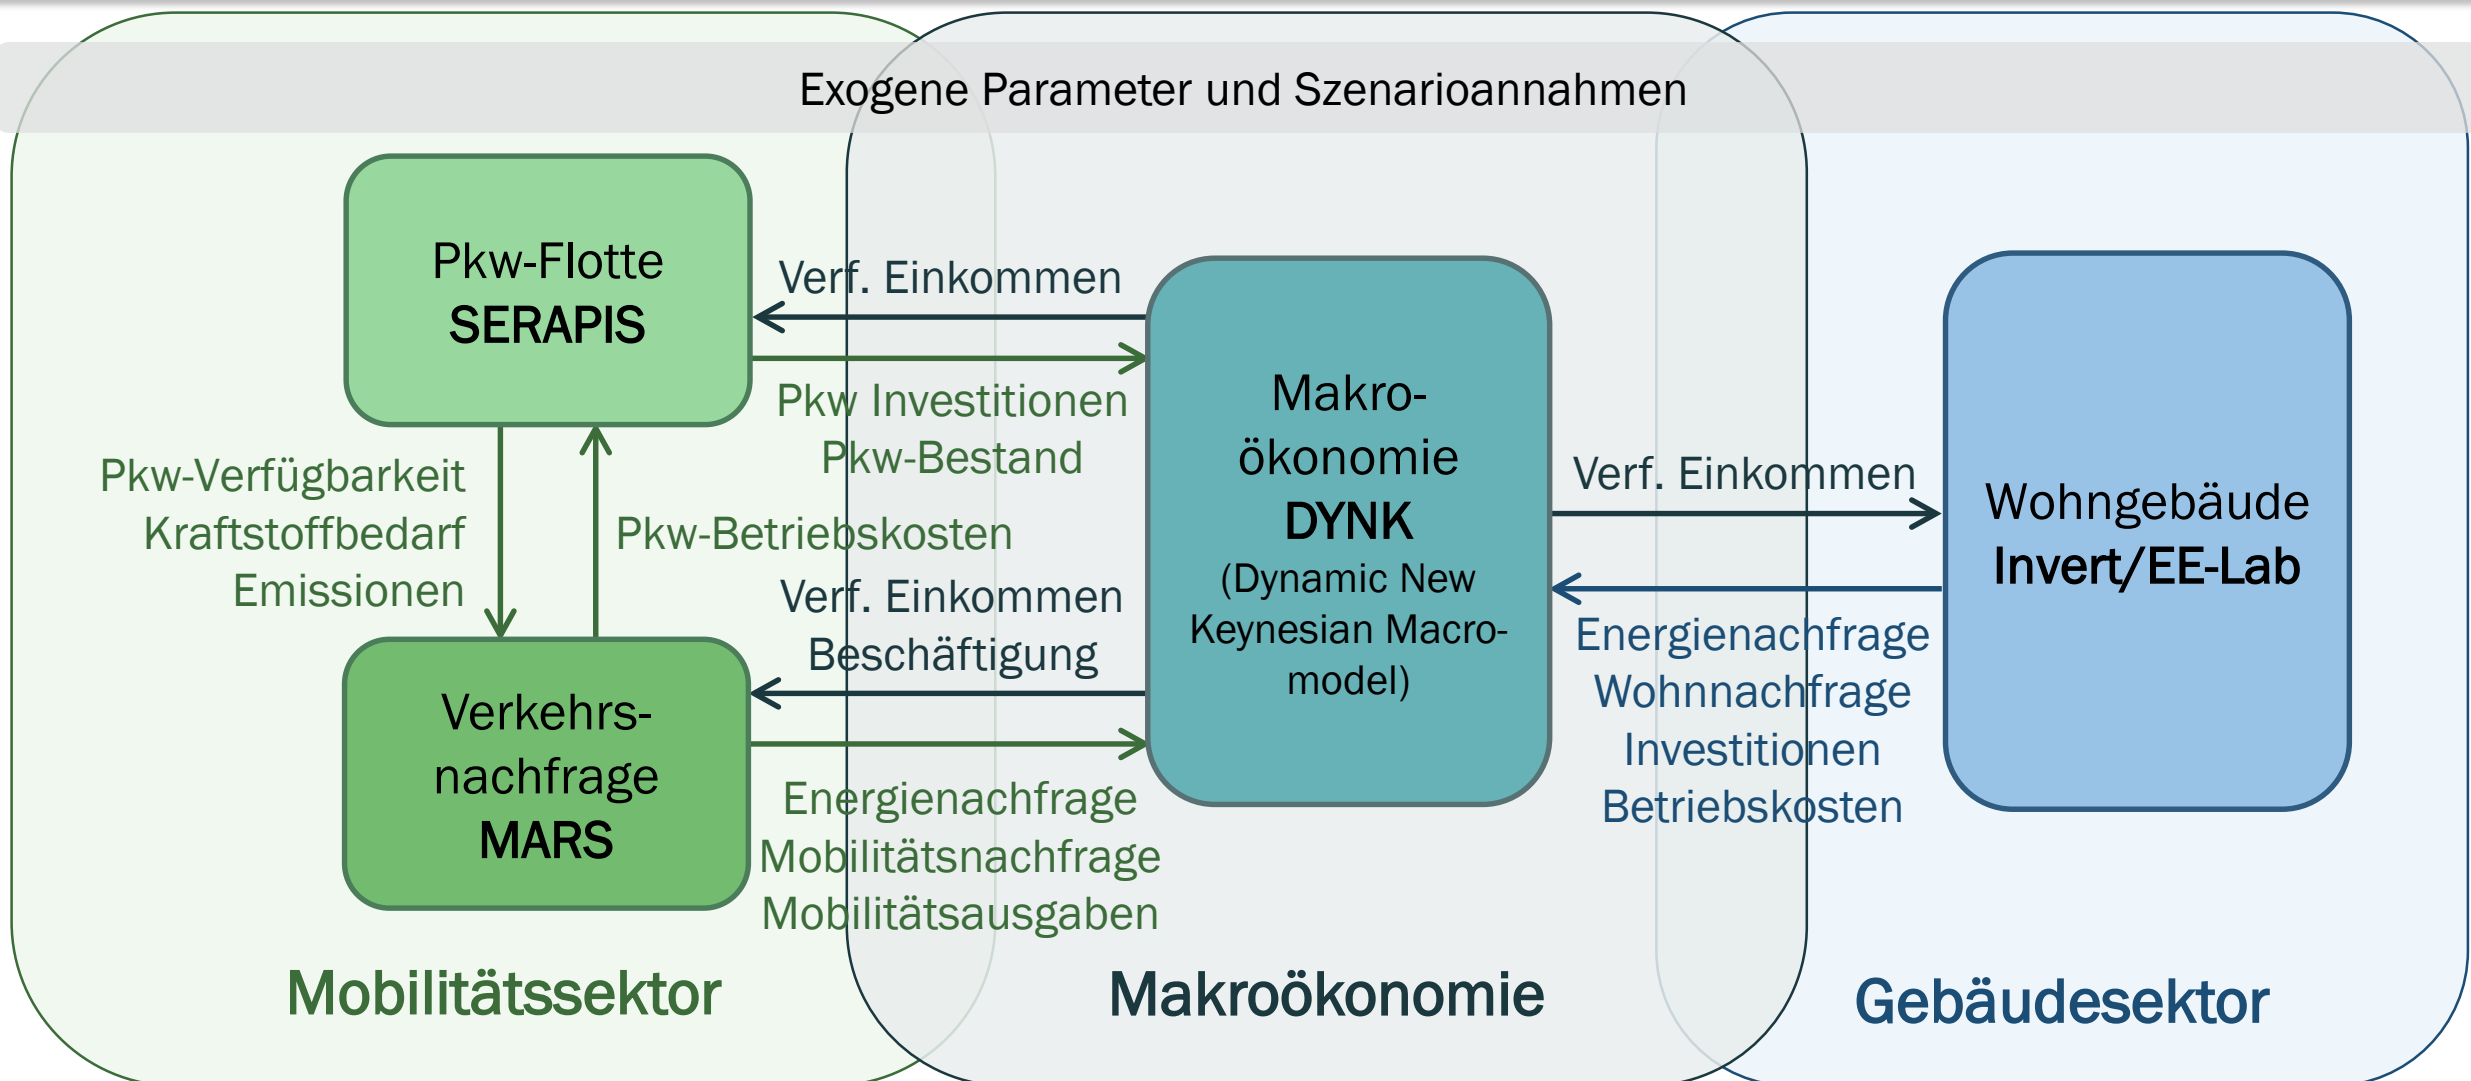 Exogene Parameter und Szenarioannahmen
Pkw-Flotte
SERAPIS
Verf. Einkommen
Pkw Investitionen
Pkw-Bestand
Pkw-Verfügbarkeit
Kraftstoffbedarf
Emissionen
Pkw-Betriebskosten
Verf. Einkommen
Beschäftigung
Verkehrs-
nachfrage
MARS
Energienachfrage
Mobilitätsnachfrage
Mobilitätsausgaben
Makro-
ökonomie
DYNK
(Dynamic New
Keynesian Macro-
model)
Verf. Einkommen
Energienachfrage
Wohnnachfrage
Investitionen
Betriebskosten
Wohngebäude
Invert/EE-Lab
Mobilitätssektor
Makroökonomie
Gebäudesektor